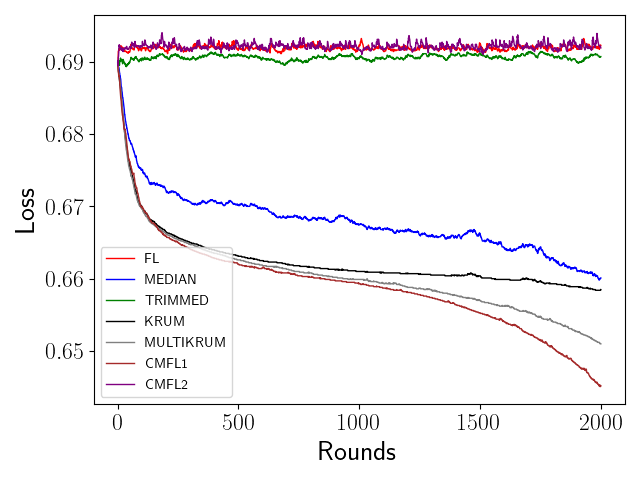 0.69
0.68
0.67
0.66
0.65
Loss
FL
MEDIAN
TRIMMED
KRUM
MULTIKRUM
CMFL1
CMFL2
0 500 1000 1500 2000
Rounds